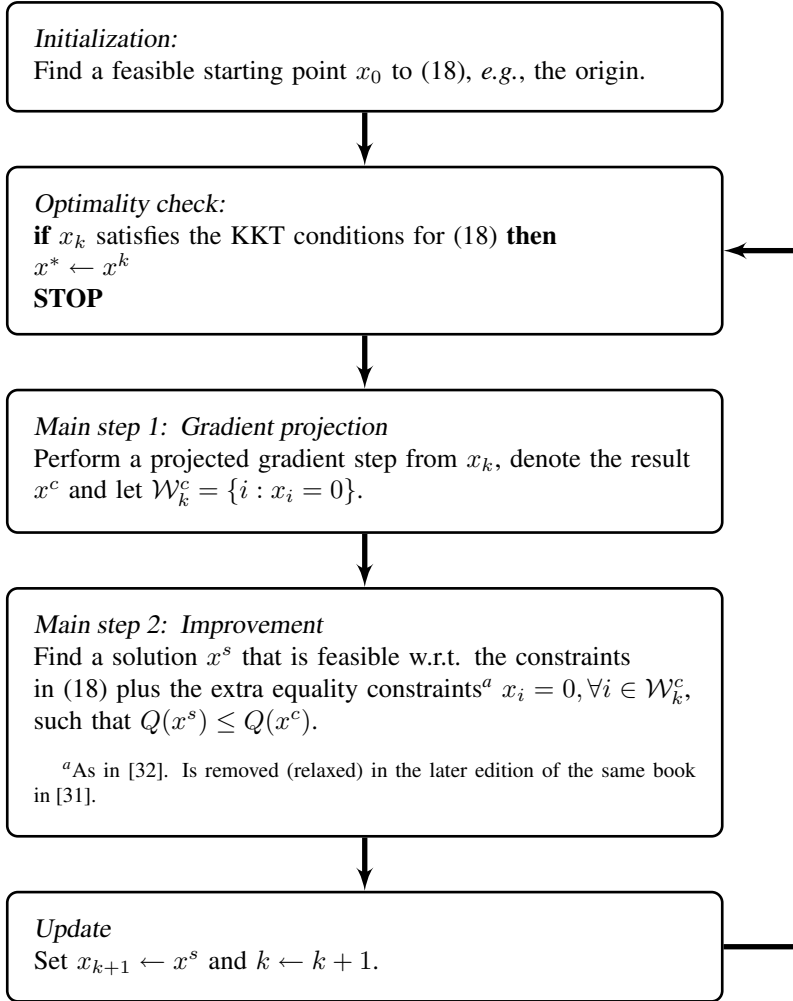 Initialization:
Find a feasible starting point x_0 to (18), e.g., the origin.
Optimality check:
if x_k satisfies the KKT conditions for (18) then
x^* ← x^k
STOP
Main step 1: Gradient projection
Perform a projected gradient step from x_k, denote the result
x^c and let 𝒲_k^c = {i : x_i = 0}.
Main step 2: Improvement
Find a solution x^s that is feasible w.r.t. the constraints
in (18) plus the extra equality constraints^a x_i = 0, ∀i ∈ 𝒲_k^c,
such that Q(x^s) ≤ Q(x^c).
^aAs in [32]. Is removed (relaxed) in the later edition of the same book
in [31].
Update
Set x_{k+1} ← x^s and k ← k + 1.